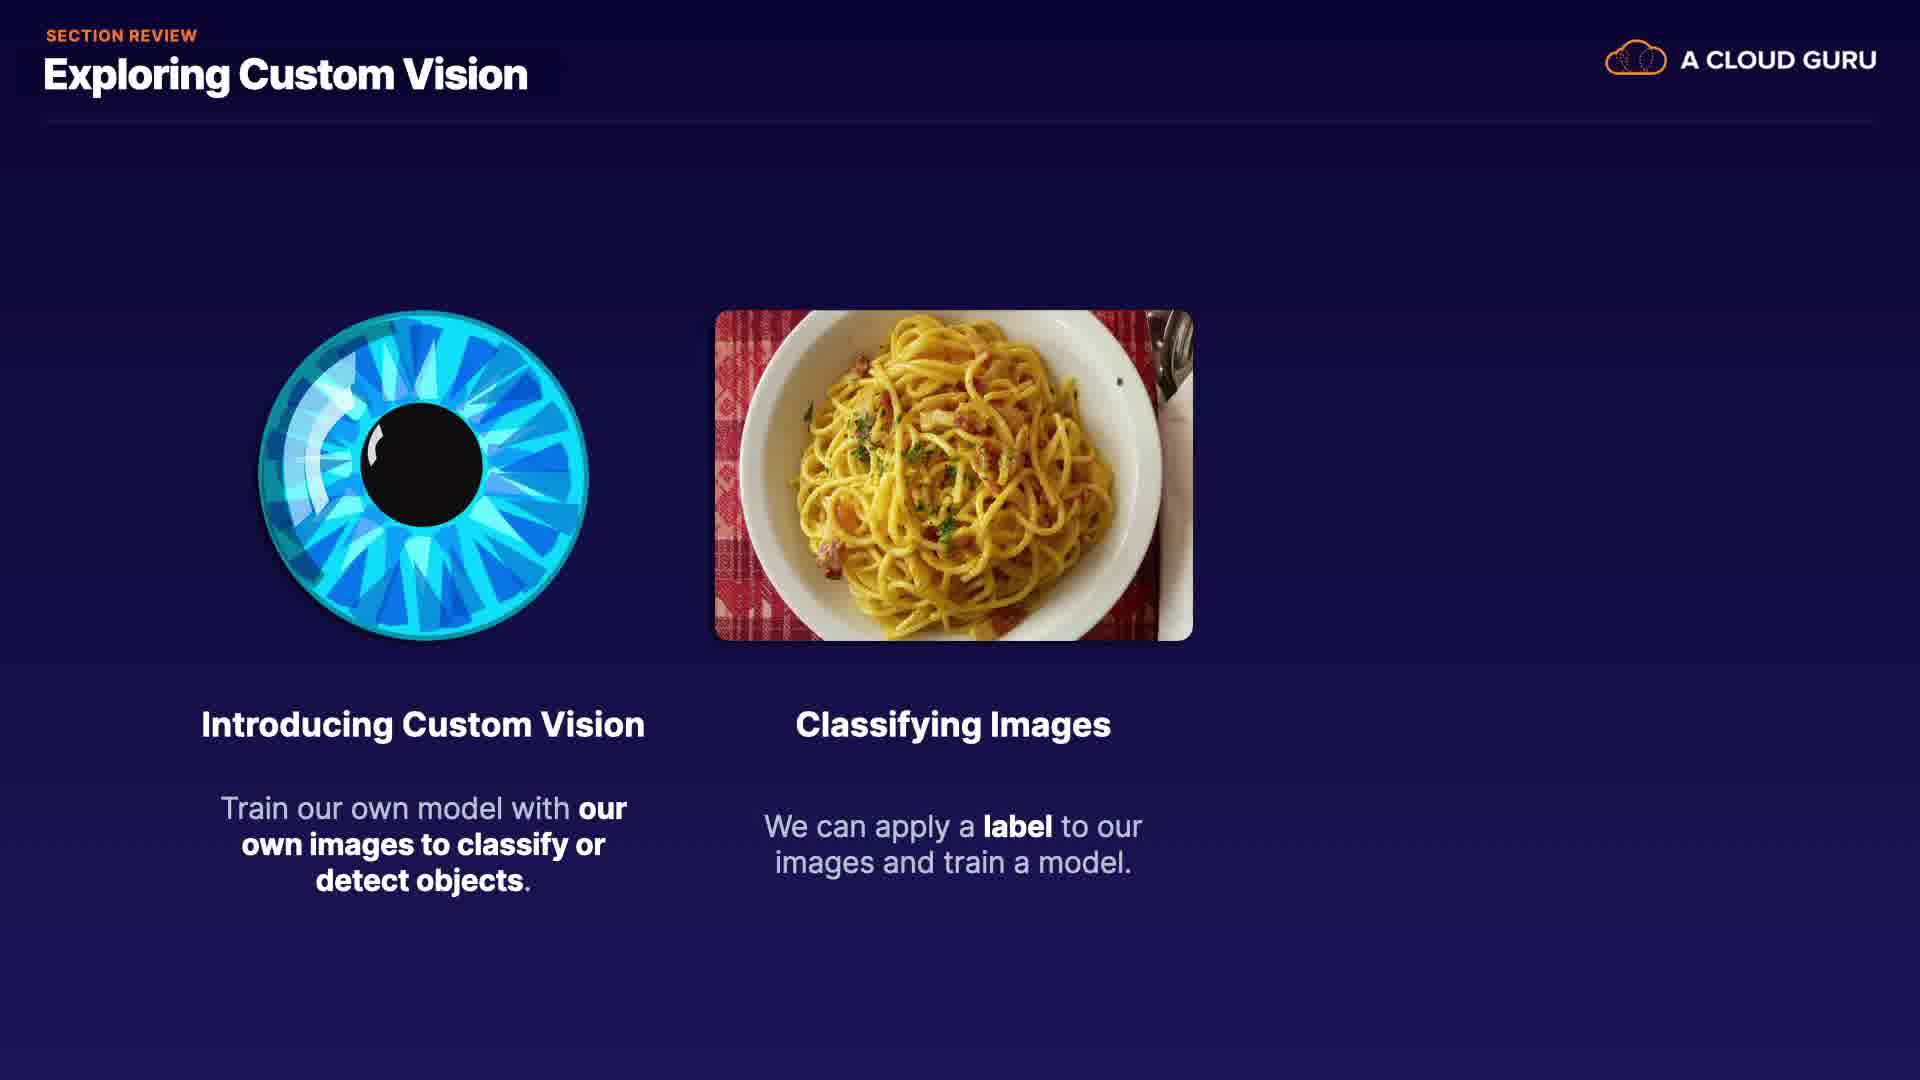 SECTION REVIEW
Exploring Custom Vision
A CLOUD GURU
Introducing Custom Vision
Train our own model with our
own images to classify or
detect objects.
Classifying Images
We can apply a label to our
images and train a model.